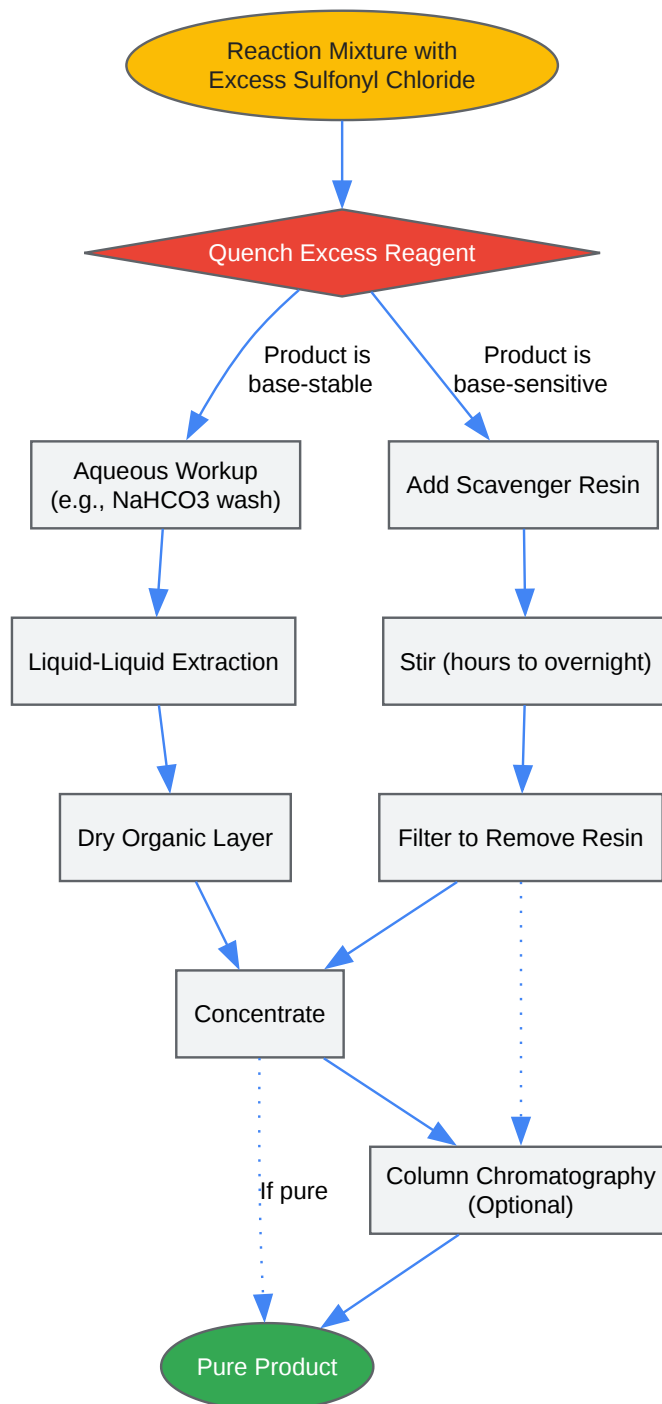 Reaction Mixture with
Excess Sulfonyl Chloride
Quench Excess Reagent
Product is
base-stable
Product is
base-sensitive
Aqueous Workup
(e.g., NaHCO3 wash)
Add Scavenger Resin
Liquid-Liquid Extraction
Stir (hours to overnight)
Dry Organic Layer
Filter to Remove Resin
Concentrate
Column Chromatography
(Optional)
If pure
Pure Product